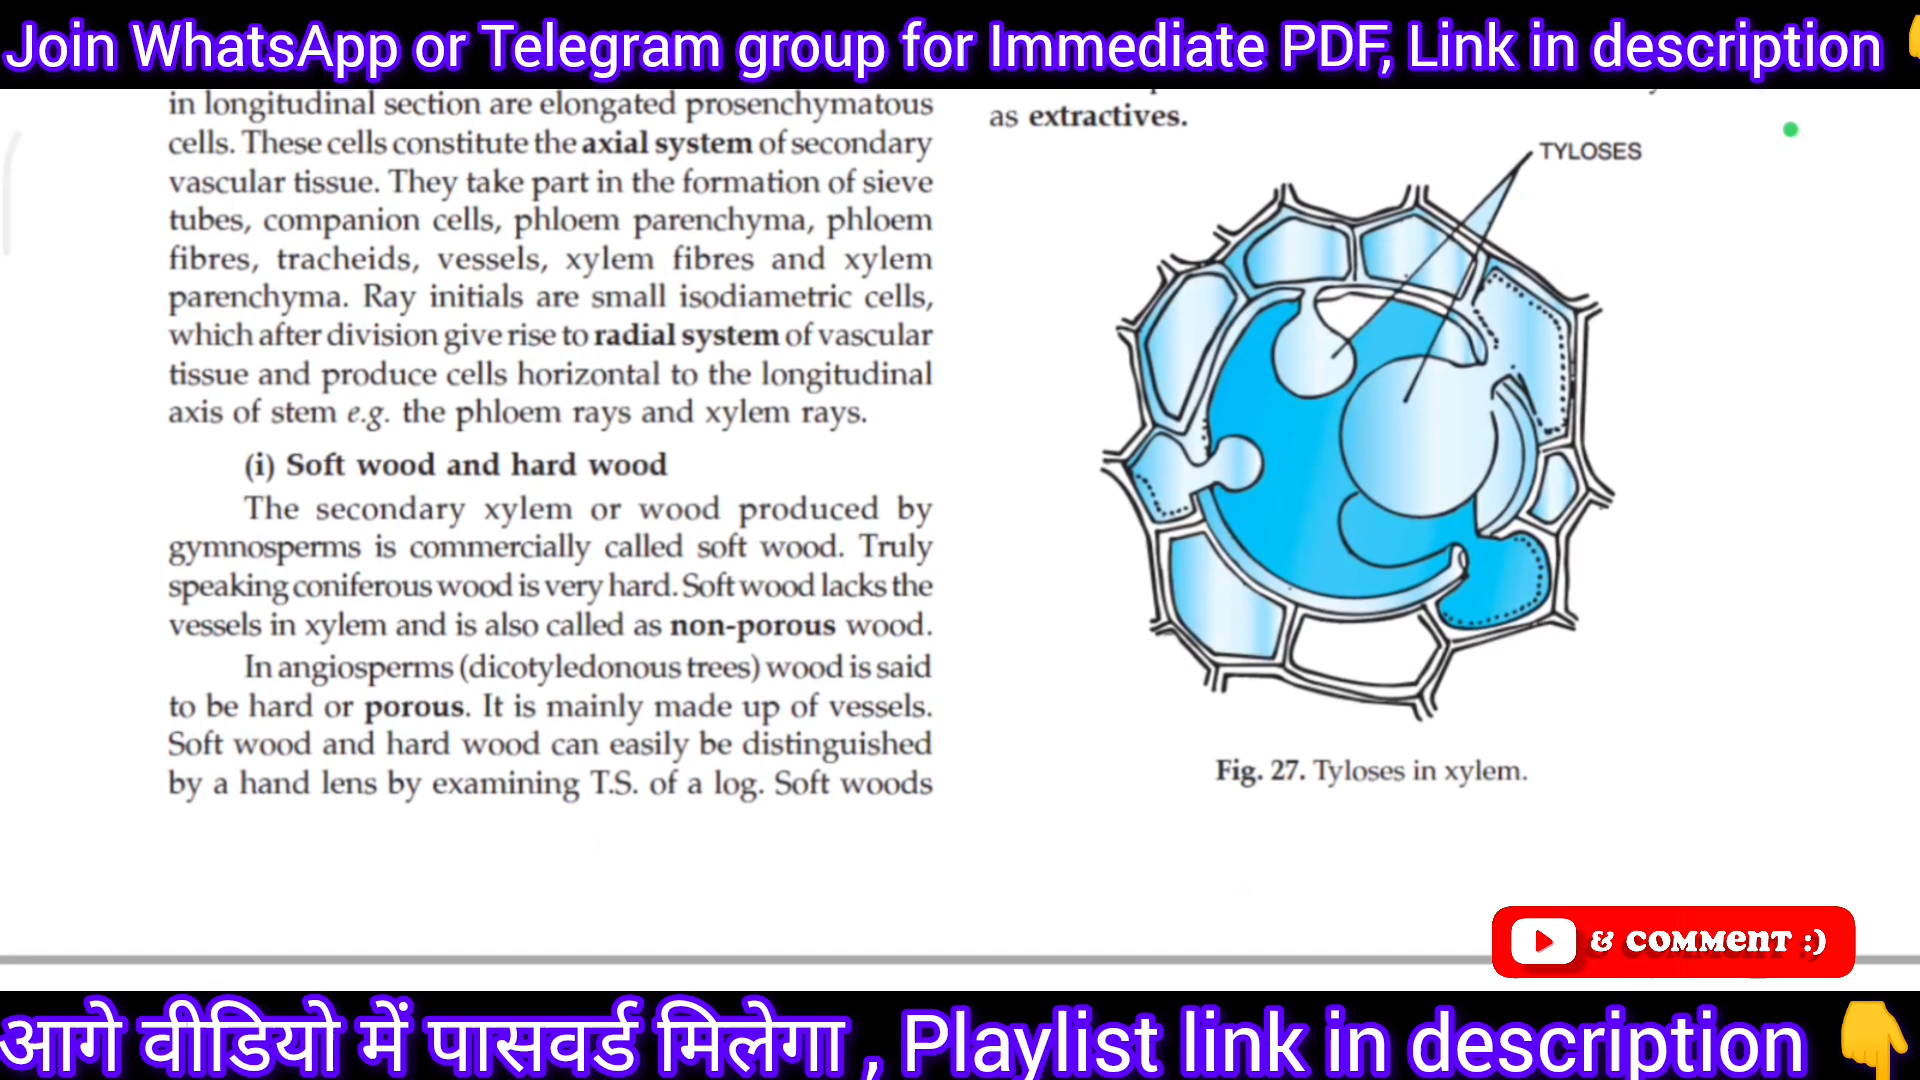 Join WhatsApp or Telegram group for Immediate PDF, Link in description 👇
in longitudinal section are elongated prosenchymatous
cells. These cells constitute the axial system of secondary
vascular tissue. They take part in the formation of sieve
tubes, companion cells, phloem parenchyma, phloem
fibres, tracheids, vessels, xylem fibres and xylem
parenchyma. Ray initials are small isodiametric cells,
which after division give rise to radial system of vascular
tissue and produce cells horizontal to the longitudinal
axis of stem e.g. the phloem rays and xylem rays.
(i) Soft wood and hard wood
The secondary xylem or wood produced by
gymnosperms is commercially called soft wood. Truly
speaking coniferous wood is very hard. Soft wood lacks the
vessels in xylem and is also called as non-porous wood.
In angiosperms (dicotyledonous trees) wood is said
to be hard or porous. It is mainly made up of vessels.
Soft wood and hard wood can easily be distinguished
by a hand lens by examining T.S. of a log. Soft woods
as extractives.
TYLOSES
Fig. 27. Tyloses in xylem.
& COMMENT :)
आगे वीडियो में पासवर्ड मिलेगा , Playlist link in description 👇